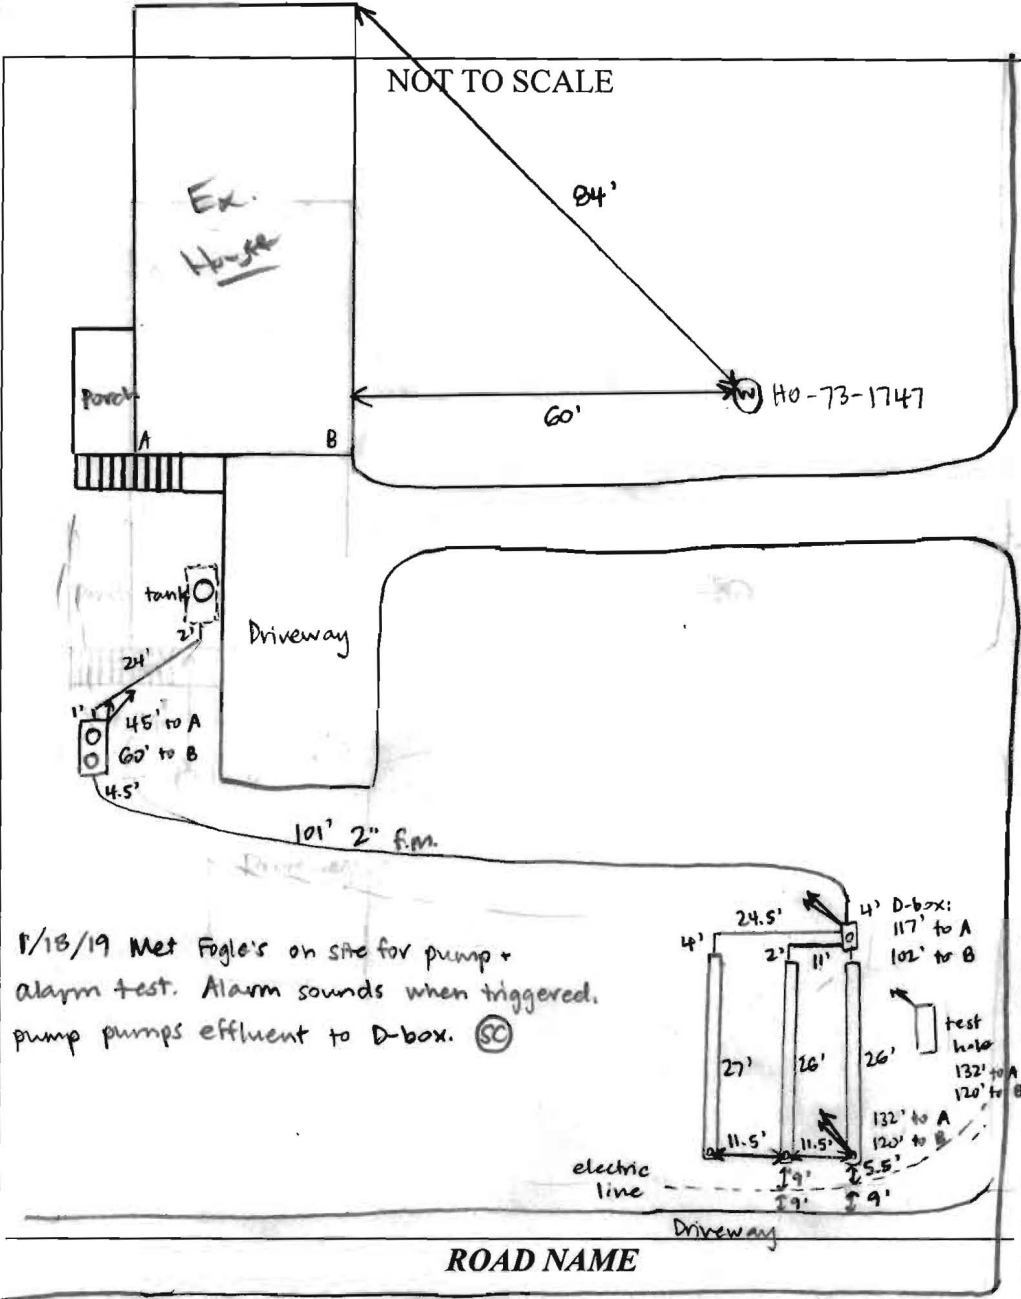 NOT TO SCALE
Ex.
House
84'
Porch
60'
W HO-73-1747
A
B
tank
2'
Driveway
24'
1'
45' to A
60' to B
4.5'
101' 2" f.m.
24.5'
4' D-box:
117' to A
102' to B
4'
2'
11'
1/18/19 Met Fogle's on site for pump +
alarm test. Alarm sounds when triggered.
pump pumps effluent to D-box. SC
test
hole
132' to A
120' to B
27'
26'
26'
132' to A
120' to B
11.5'
11.5'
5.5'
electric
line
9'
9'
9'
Driveway
ROAD NAME